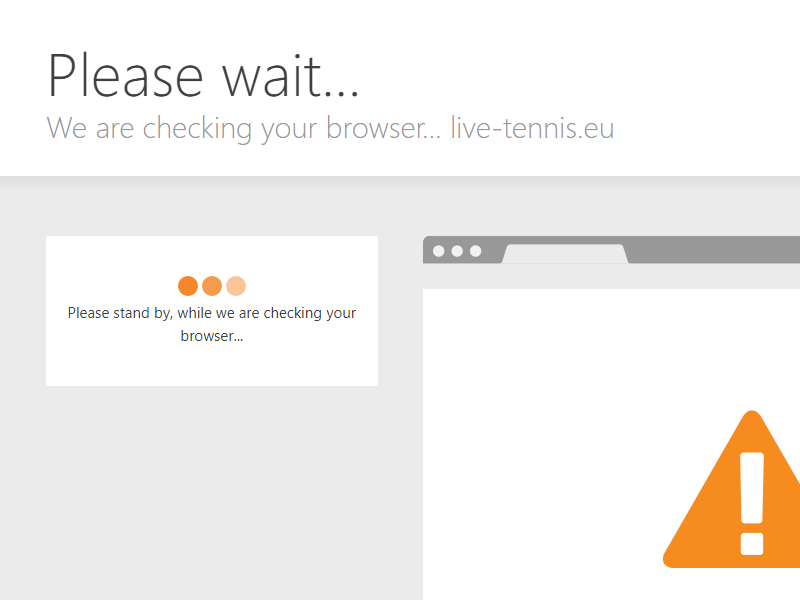 Please wait...
We are checking your browser... live-tennis.eu
Please stand by, while we are checking your
browser...